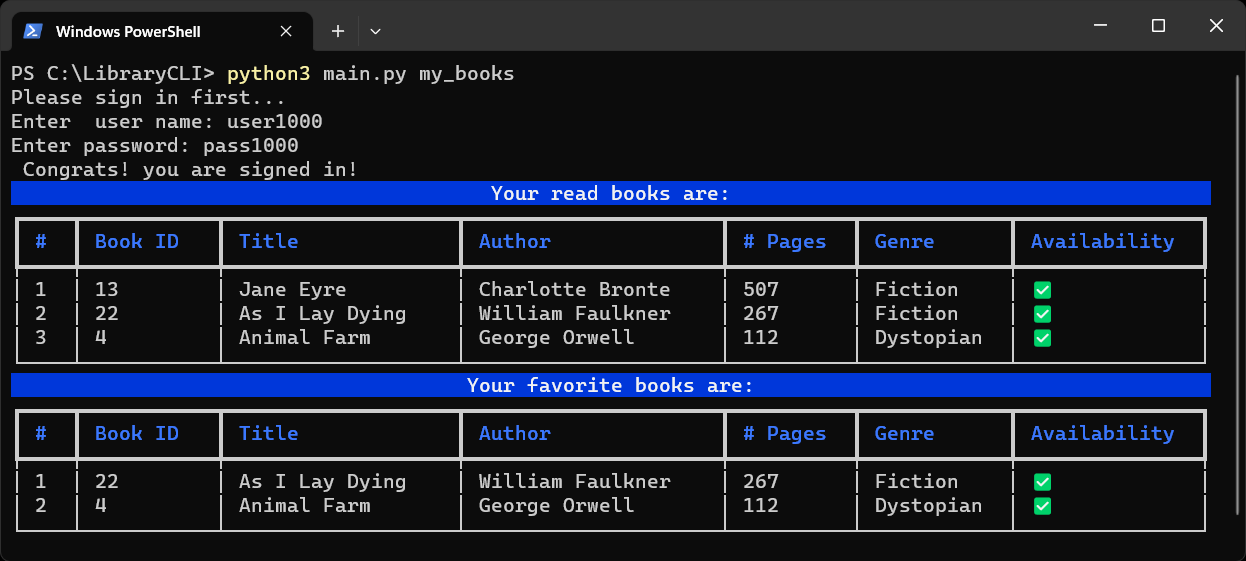 Windows PowerShell
PS C:\LibraryCLI> python3 main.py my_books
Please sign in first...
Enter  user name: user1000
Enter password: pass1000
 Congrats! you are signed in!
Your read books are:
# Book ID Title Author # Pages Genre Availability
1 13 Jane Eyre Charlotte Bronte 507 Fiction ✅
2 22 As I Lay Dying William Faulkner 267 Fiction ✅
3 4 Animal Farm George Orwell 112 Dystopian ✅
Your favorite books are:
# Book ID Title Author # Pages Genre Availability
1 22 As I Lay Dying William Faulkner 267 Fiction ✅
2 4 Animal Farm George Orwell 112 Dystopian ✅